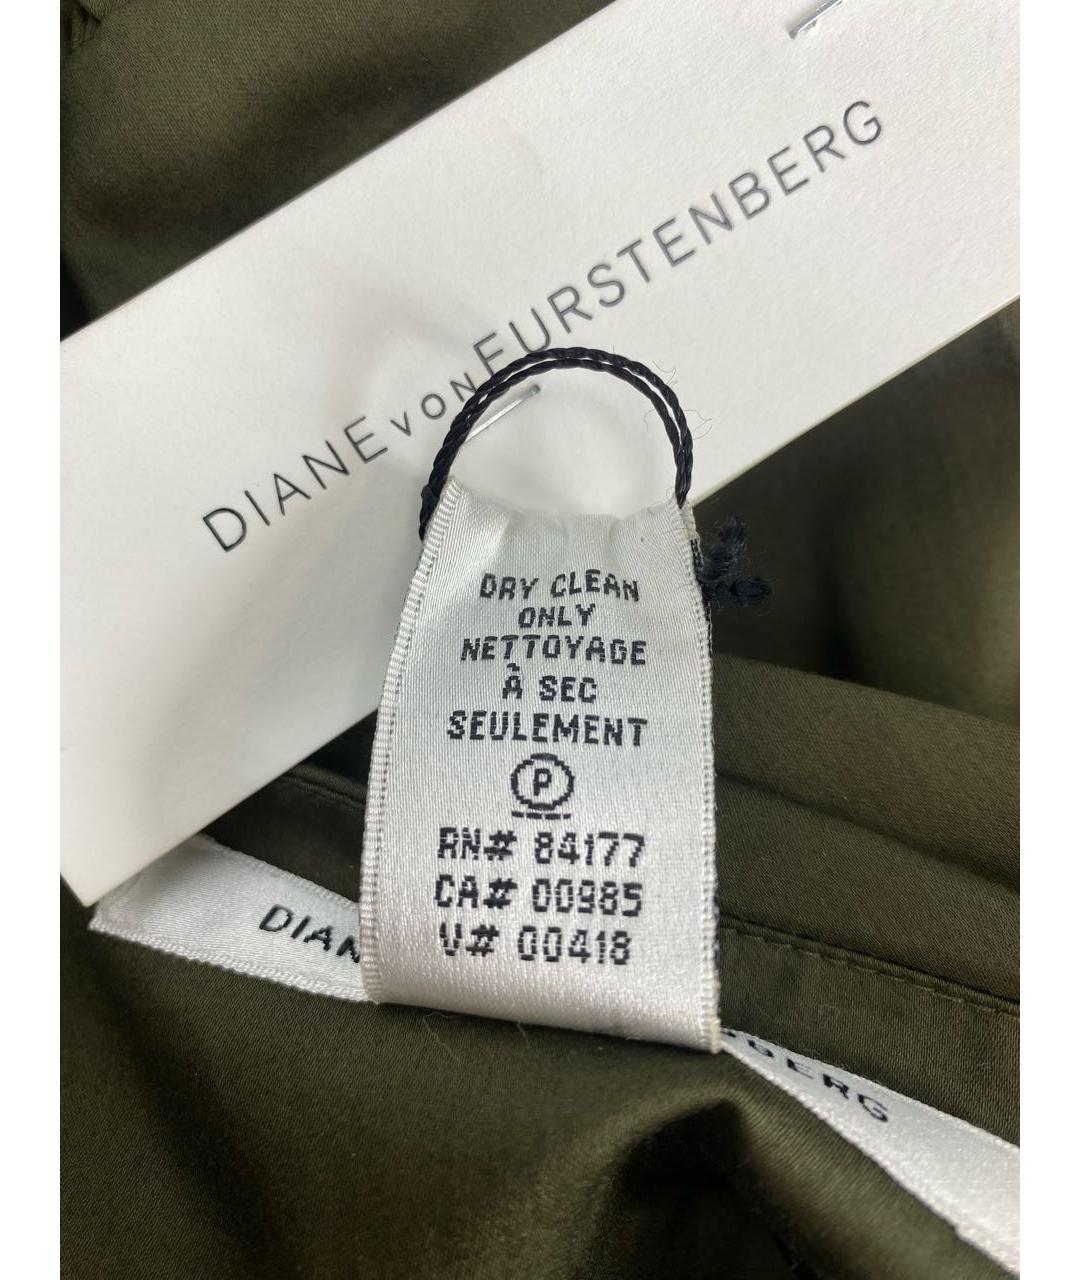 DIANE VON FURSTENBERG
DRY CLEAN
ONLY
NETTOYAGE
À SEC
SEULEMENT
P
RN# 84177
CA# 00985
V# 00418
DIAN
BERG